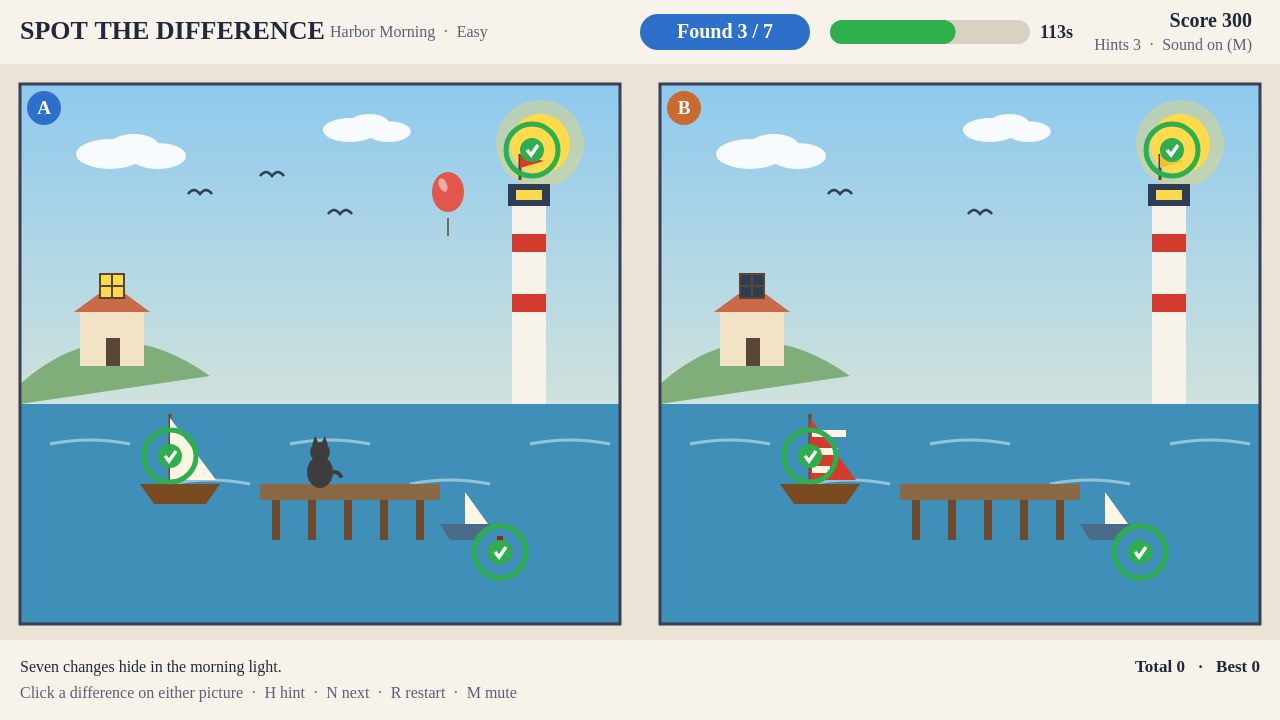 SPOT THE DIFFERENCE Harbor Morning · Easy
Found 3 / 7
113s
Score 300
Hints 3 · Sound on (M)
A
B
Seven changes hide in the morning light.
Total 0 · Best 0
Click a difference on either picture · H hint · N next · R restart · M mute